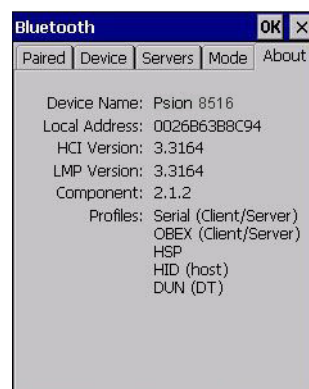 Bluetooth OK ×
Paired Device Servers Mode About
Device Name: Psion 8516
Local Address: 0026B63B8C94
HCI Version: 3.3164
LMP Version: 3.3164
Component: 2.1.2
Profiles: Serial (Client/Server)
OBEX (Client/Server)
HSP
HID (host)
DUN (DT)